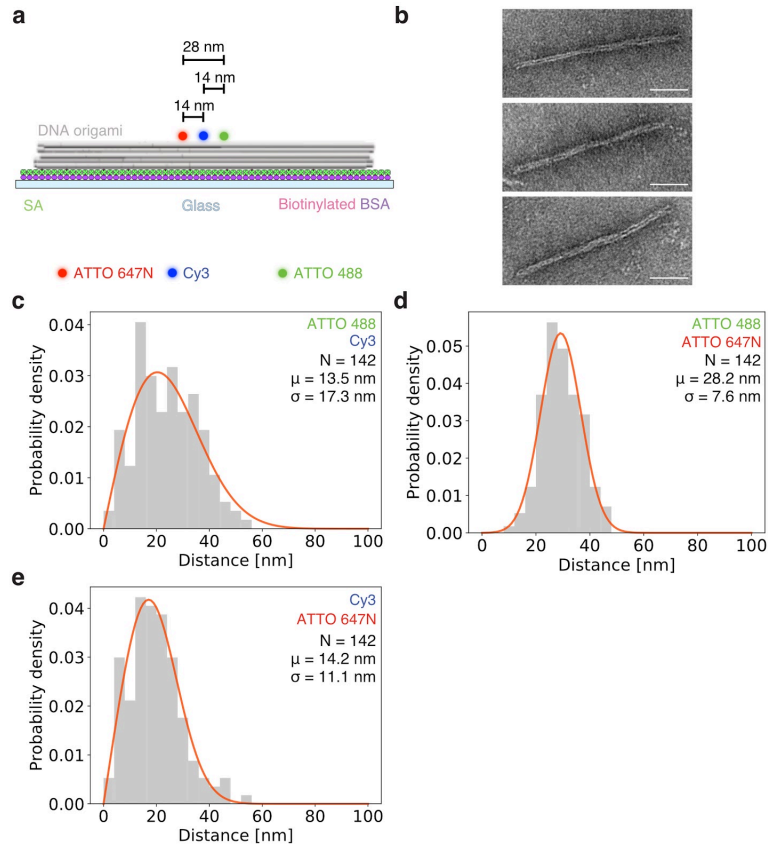 a
28 nm
14 nm
14 nm
DNA origami
SA
Glass
Biotinylated BSA
ATTO 647N
Cy3
ATTO 488
b
c
Probability density
0.04
0.03
0.02
0.01
0.00
ATTO 488
Cy3
N = 142
μ = 13.5 nm
σ = 17.3 nm
0 20 40 60 80 100
Distance [nm]
d
Probability density
0.05
0.04
0.03
0.02
0.01
0.00
ATTO 488
ATTO 647N
N = 142
μ = 28.2 nm
σ = 7.6 nm
0 20 40 60 80 100
Distance [nm]
e
Probability density
0.04
0.03
0.02
0.01
0.00
Cy3
ATTO 647N
N = 142
μ = 14.2 nm
σ = 11.1 nm
0 20 40 60 80 100
Distance [nm]